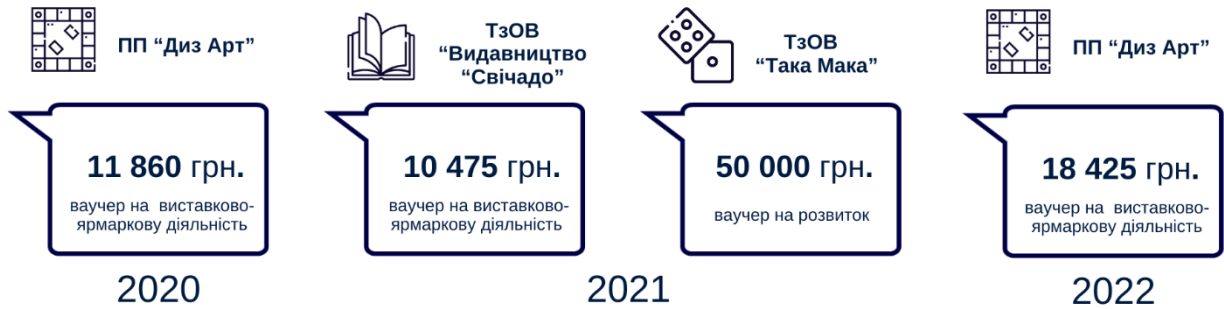 ПП “Диз Арт”
11 860 грн.
ваучер на виставково-
ярмаркову діяльність
2020
ТзОВ
“Видавництво
“Свічадо”
10 475 грн.
ваучер на виставково-
ярмаркову діяльність
ТзОВ
“Така Мака”
50 000 грн.
ваучер на розвиток
2021
ПП “Диз Арт”
18 425 грн.
ваучер на виставково-
ярмаркову діяльність
2022